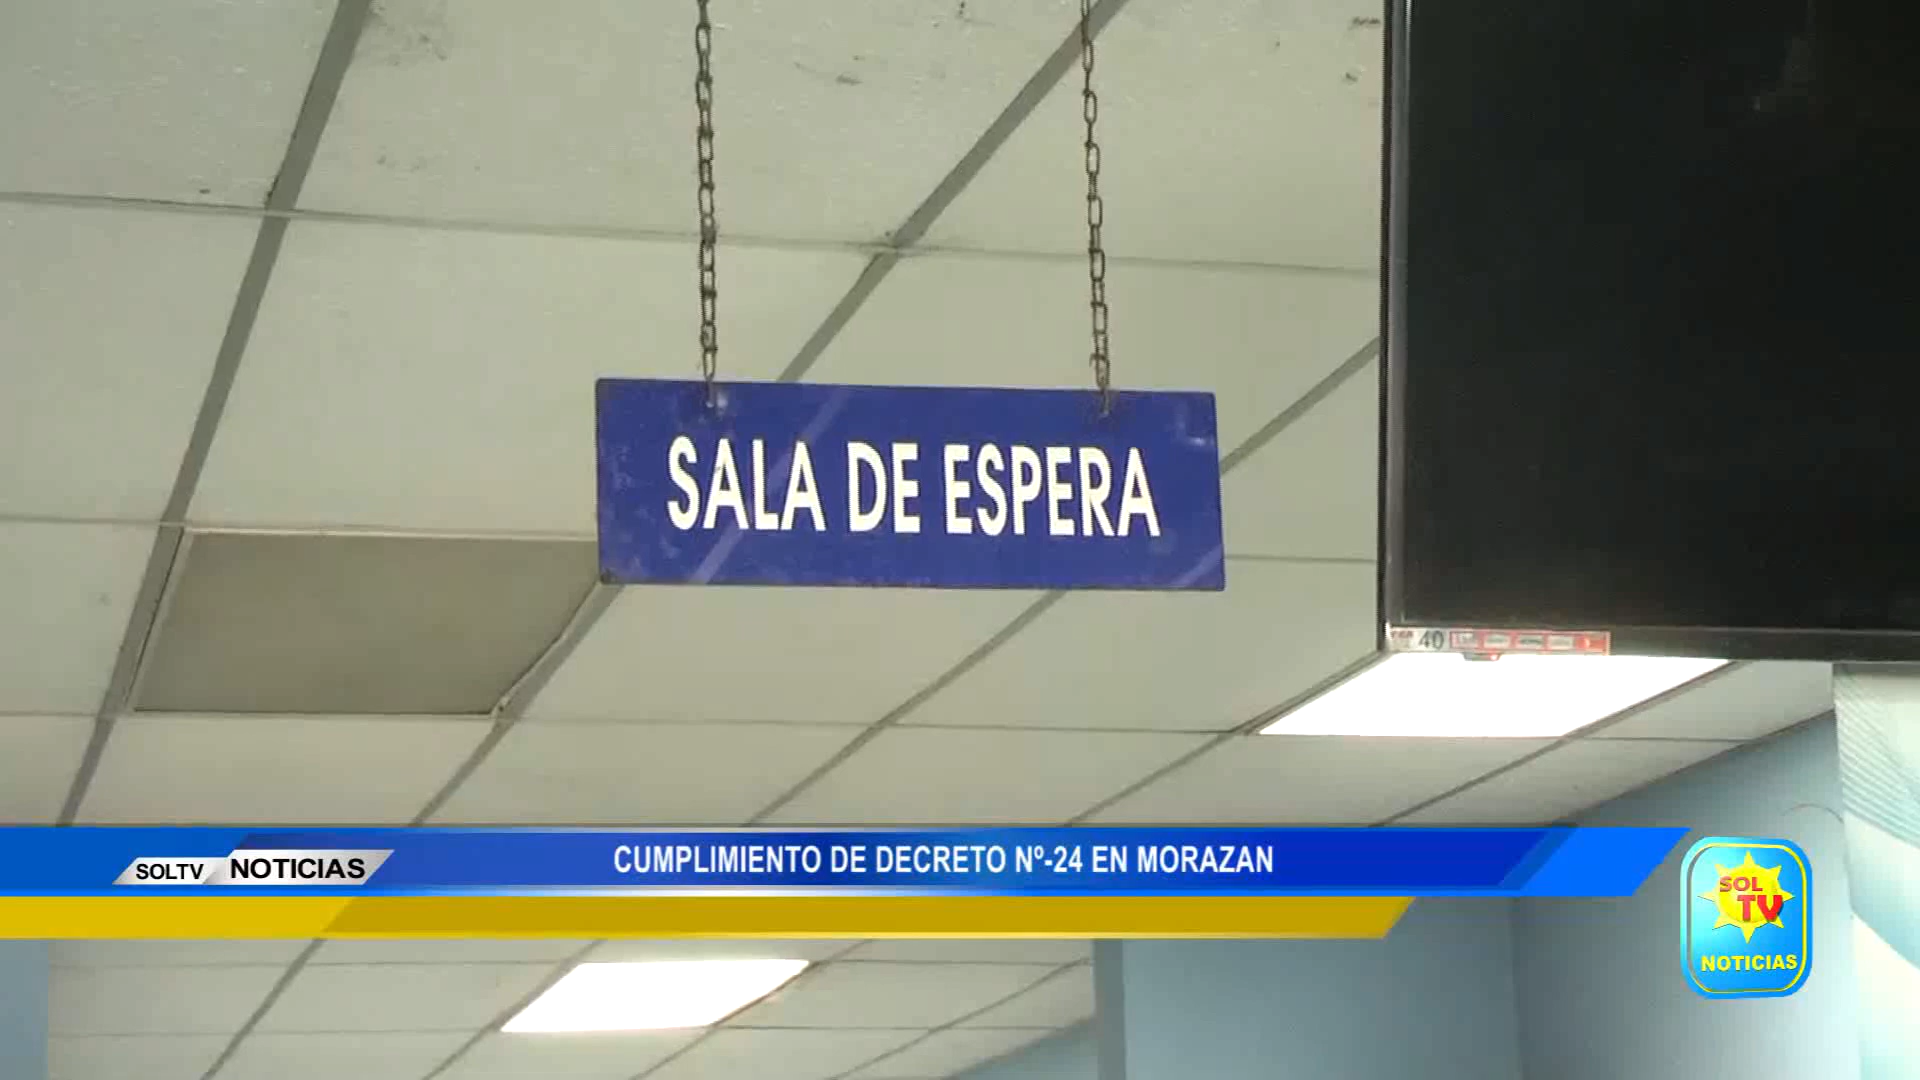 SALA DE ESPERA
40
SOLTV NOTICIAS
CUMPLIMIENTO DE DECRETO Nº-24 EN MORAZAN
SOL
TV
NOTICIAS